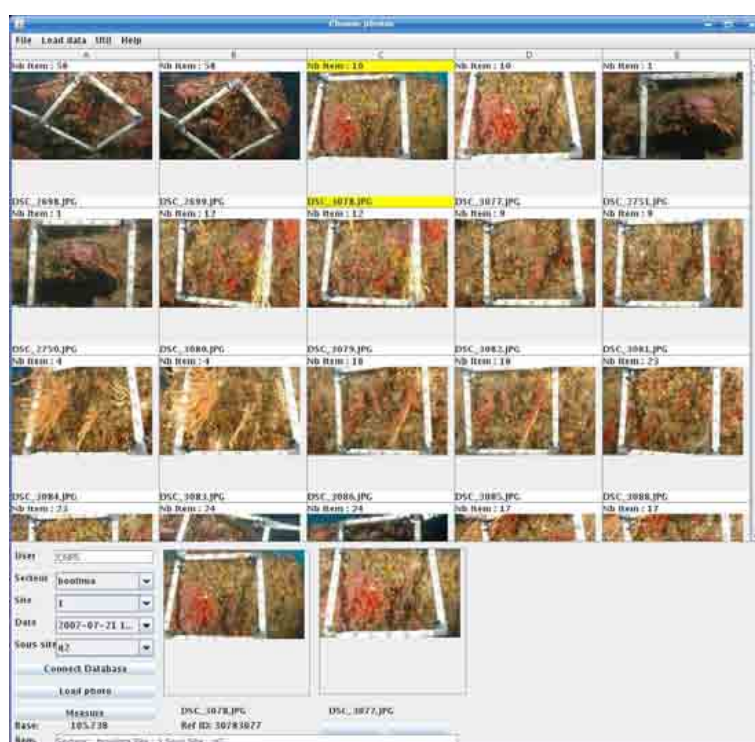 Choose photos
File Load data Util Help
A B C D E
Nb Item : 58 Nb Item : 58 Nb Item : 10 Nb Item : 10 Nb Item : 1
DSC_2698.JPG DSC_2699.JPG DSC_3078.JPG DSC_3077.JPG DSC_2751.JPG
Nb Item : 1 Nb Item : 12 Nb Item : 12 Nb Item : 9 Nb Item : 9
DSC_2750.JPG DSC_3080.JPG DSC_3079.JPG DSC_3082.JPG DSC_3081.JPG
Nb Item : 4 Nb Item : 4 Nb Item : 18 Nb Item : 18 Nb Item : 23
DSC_3084.JPG DSC_3083.JPG DSC_3086.JPG DSC_3085.JPG DSC_3088.JPG
Nb Item : 23 Nb Item : 24 Nb Item : 24 Nb Item : 17 Nb Item : 17
User
Secteur
Site 1
Date 2007-07-21 1...
Sous site q2
Connect Database
Load photo
Measure DSC_3078.JPG DSC_3077.JPG
Base: 105.738 Ref ID: 30783077